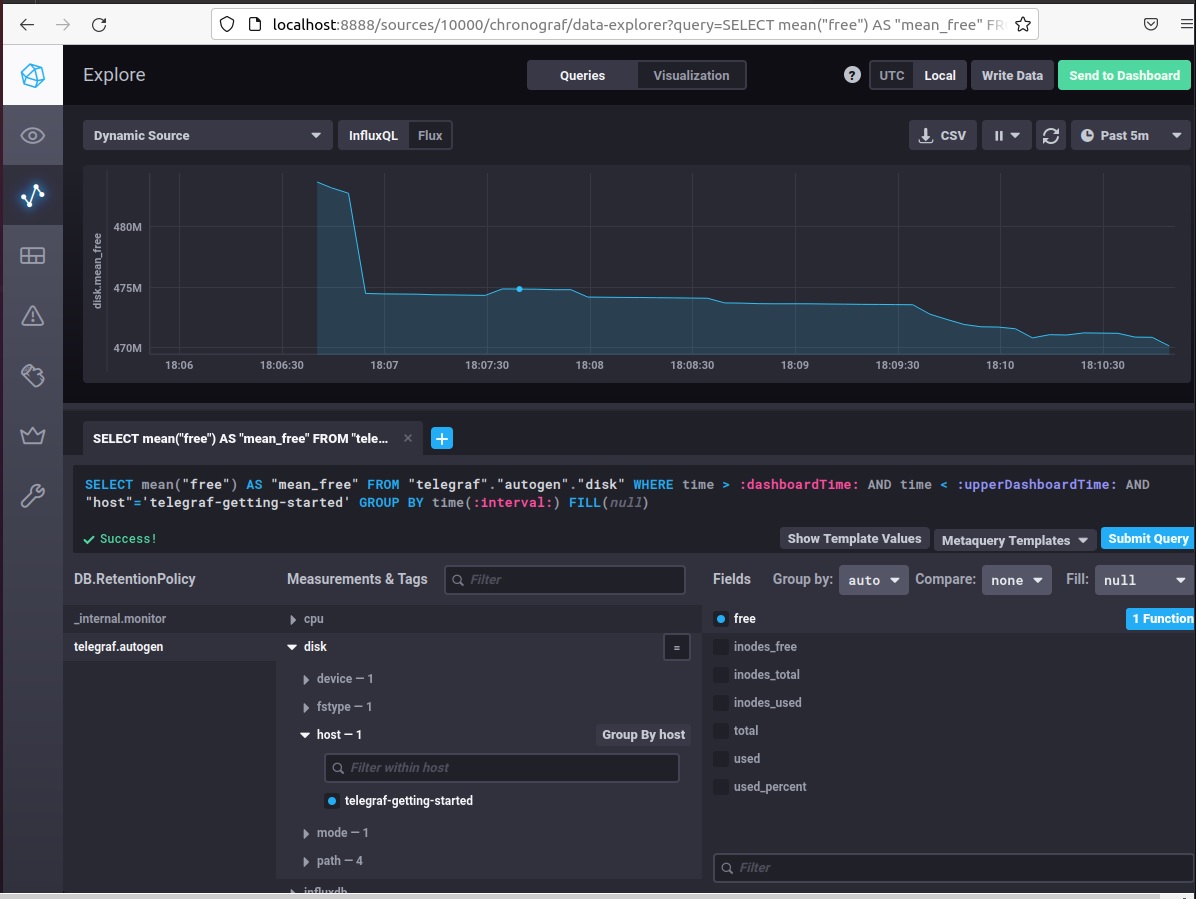 localhost:8888/sources/10000/chronograf/data-explorer?query=SELECT mean("free") AS "mean_free" FR
Explore
Queries
Visualization
?
UTC
Local
Write Data
Send to Dashboard
Dynamic Source
InfluxQL
Flux
CSV
Past 5m
disk.mean_free
480M
475M
470M
18:06
18:06:30
18:07
18:07:30
18:08
18:08:30
18:09
18:09:30
18:10
18:10:30
SELECT mean("free") AS "mean_free" FROM "tele...
×
+
SELECT mean("free") AS "mean_free" FROM "telegraf"."autogen"."disk" WHERE time > :dashboardTime: AND time < :upperDashboardTime: AND
"host"='telegraf-getting-started' GROUP BY time(:interval:) FILL(null)
Success!
Show Template Values
Metaquery Templates
Submit Query
DB.RetentionPolicy
Measurements & Tags
Filter
Fields
Group by:
auto
Compare:
none
Fill:
null
_internal.monitor
telegraf.autogen
cpu
disk
=
device — 1
fstype — 1
host — 1
Group By host
Filter within host
telegraf-getting-started
mode — 1
path — 4
influxdb
free
1 Function
inodes_free
inodes_total
inodes_used
total
used
used_percent
Filter